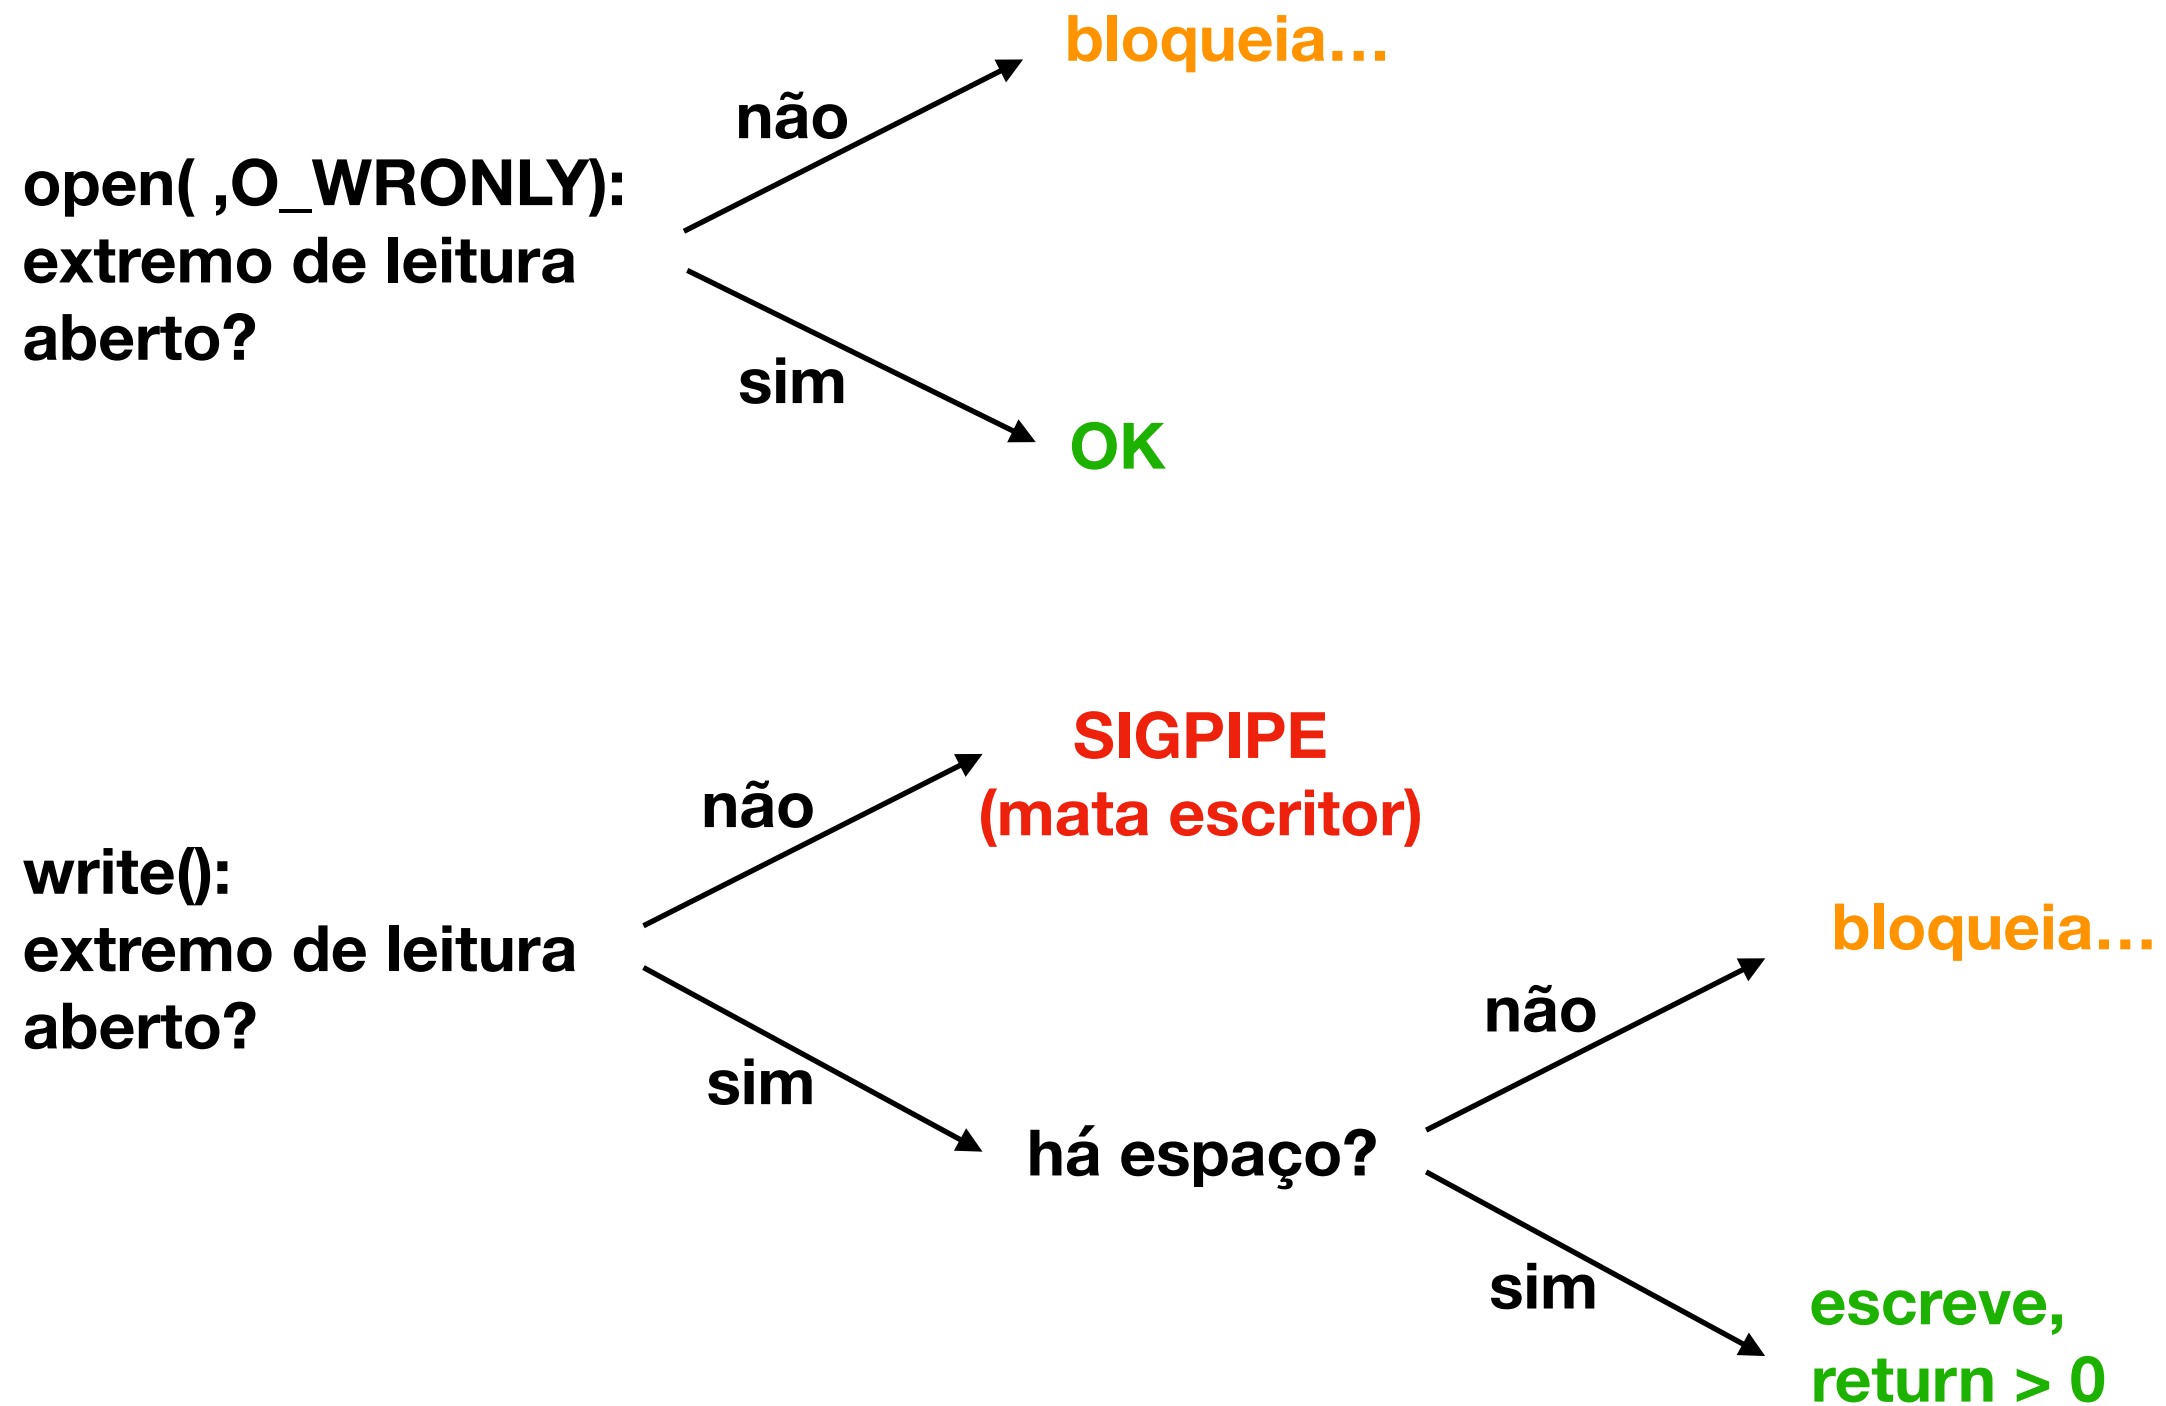 bloqueia…
não
open( ,O_WRONLY):
extremo de leitura
aberto?
sim
OK
SIGPIPE
(mata escritor)
não
write():
extremo de leitura
aberto?
sim
há espaço?
não
bloqueia…
sim
escreve,
return > 0